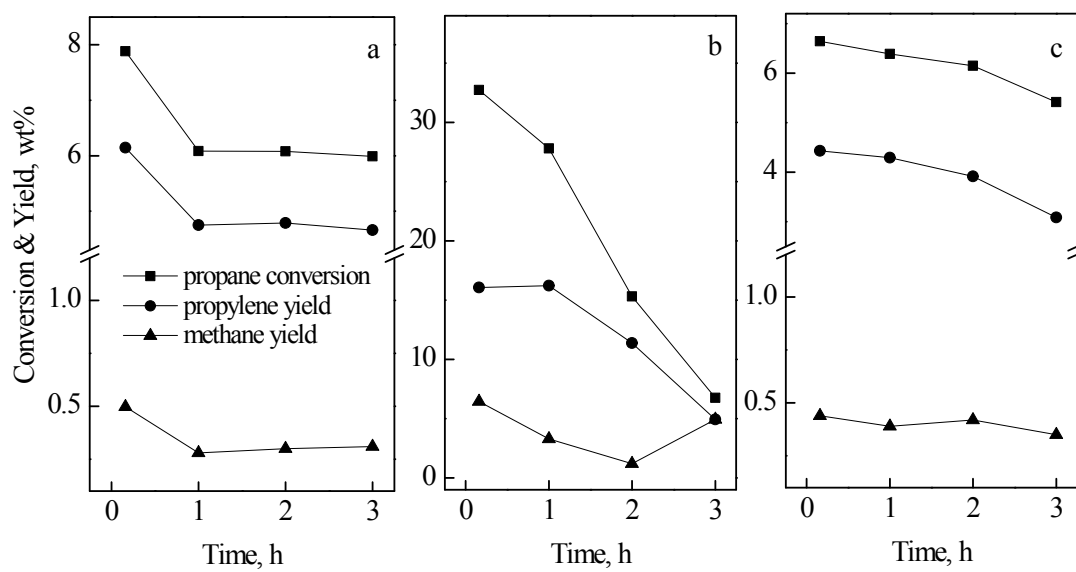 Conversion & Yield, wt%
a
8
6
1.0
0.5
propane conversion
propylene yield
methane yield
0 1 2 3
Time, h
b
30
20
10
0
0 1 2 3
Time, h
c
6
4
1.0
0.5
0 1 2 3
Time, h